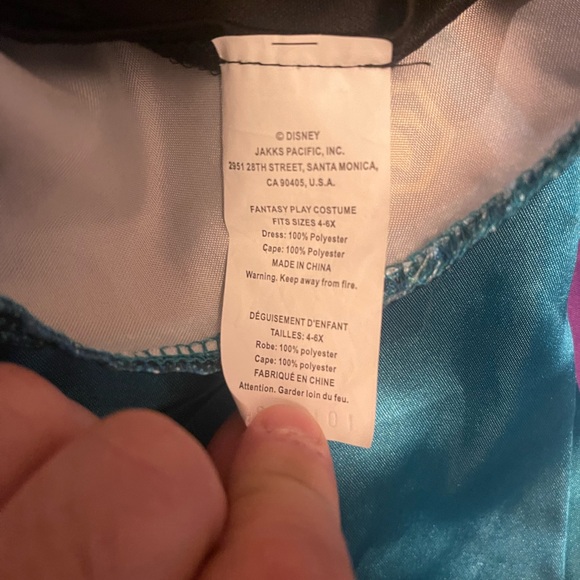 © DISNEY
JAKKS PACIFIC, INC.
2951 28TH STREET, SANTA MONICA,
CA 90405, U.S.A.
FANTASY PLAY COSTUME
FITS SIZES 4-6X
Dress: 100% Polyester
Cape: 100% Polyester
MADE IN CHINA
Warning. Keep away from fire.
DÉGUISEMENT D'ENFANT
TAILLES: 4-6X
Robe: 100% polyester
Cape: 100% polyester
FABRIQUÉ EN CHINE
Attention. Garder loin du feu.